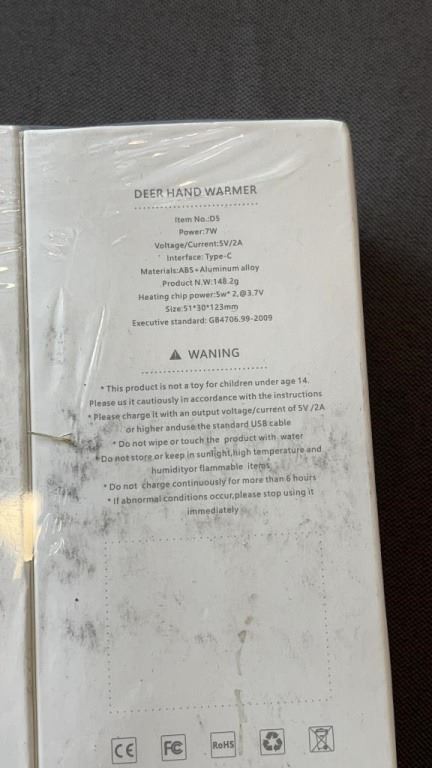 DEER HAND WARMER
Item No.:D5
Power:7W
Voltage/Current:5V/2A
Interface: Type-C
Materials:ABS+Aluminum alloy
Product N.W:148.2g
Heating chip power:5w* 2,@3.7V
Size:51*30*123mm
Executive standard: GB4706.99-2009
WANING
* This product is not a toy for children under age 14.
Please us it cautiously in accordance with the instructions
* Please charge it with an output voltage/current of 5V /2A
or higher anduse the standard USB cable
* Do not wipe or touch the product with water
*Do not store or keep in sunlight,high temperature and
humidityor flammable items
*Do not charge continuously for more than 6 hours
* If abnormal conditions occur,please stop using it
immediately
CE FC RoHS